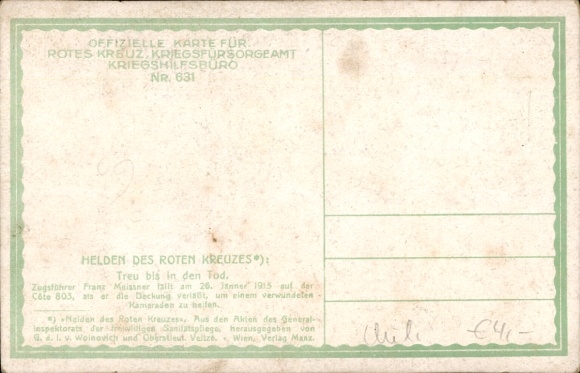 OFFIZIELLE KARTE FÜR
ROTES KREUZ, KRIEGSFÜRSORGEAMT
KRIEGSHILFSBÜRO
NR. 631
HELDEN DES ROTEN KREUZES*):
Treu bis in den Tod.
Zugsführer Franz Meissner fällt am 26. Jänner 1915 auf der
Côte 803, als er die Deckung verläßt, um einem verwundeten
Kameraden zu helfen.
*) »Helden des Roten Kreuzes«. Aus den Akten des General-
inspektorats der freiwilligen Sanitätspflege, herausgegeben von
G. d. I. v. Woinovich und Oberstleut. Veltzé. Wien, Verlag Manz.
€ 4,-